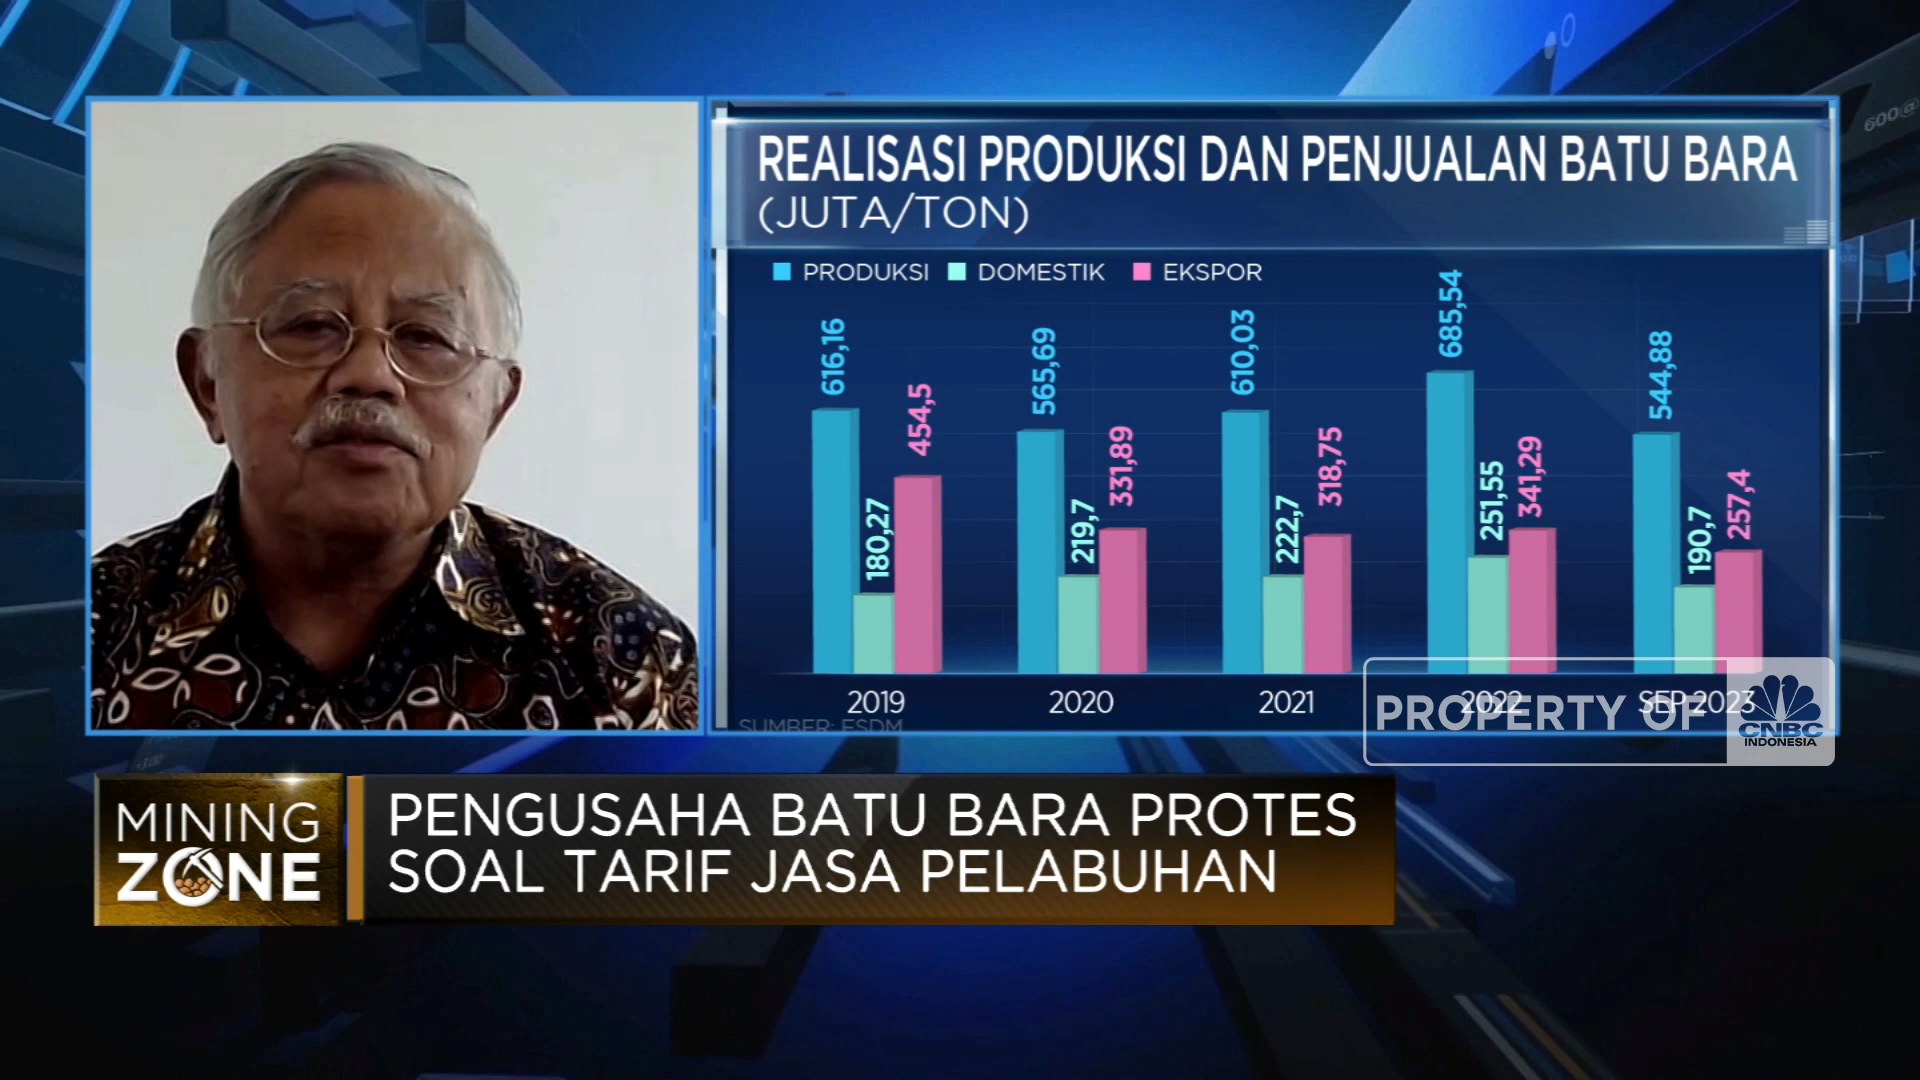 REALISASI PRODUKSI DAN PENJUALAN BATU BARA
(JUTA/TON)
PRODUKSI DOMESTIK EKSPOR
616,16 180,27 454,5
565,69 219,7 331,89
610,03 222,7 318,75
685,54 251,55 341,29
544,88 190,7 257,4
2019 2020 2021 2022 SEP 2023
SUMBER: ESDM
PROPERTY OF
CNBC
INDONESIA
MINING
ZONE
PENGUSAHA BATU BARA PROTES
SOAL TARIF JASA PELABUHAN
600@